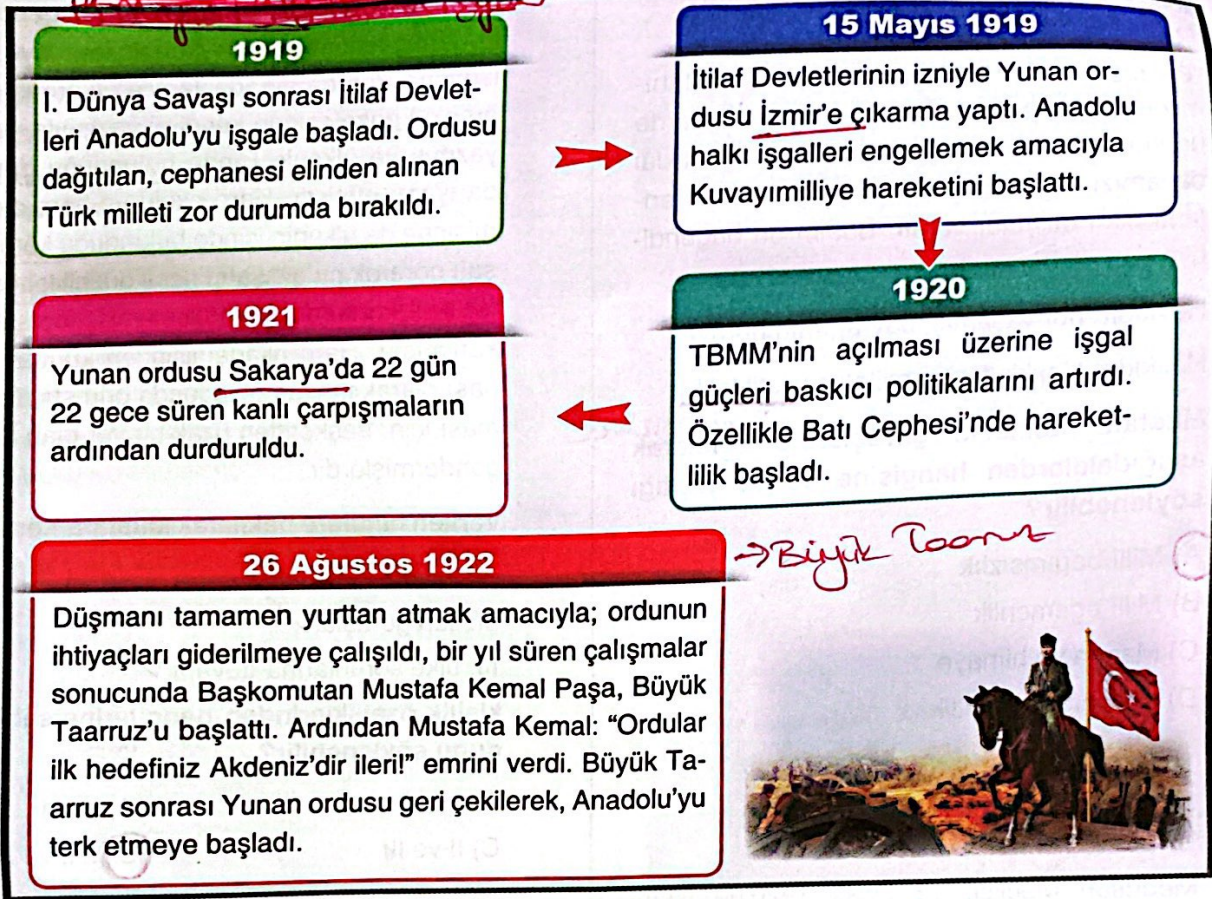 1919
I. Dünya Savaşı sonrası İtilaf Devlet-
leri Anadolu'yu işgale başladı. Ordusu
dağıtılan, cephanesi elinden alınan
Türk milleti zor durumda bırakıldı.
15 Mayıs 1919
İtilaf Devletlerinin izniyle Yunan or-
dusu İzmir'e çıkarma yaptı. Anadolu
halkı işgalleri engellemek amacıyla
Kuvayımilliye hareketini başlattı.
1920
TBMM'nin açılması üzerine işgal
güçleri baskıcı politikalarını artırdı.
Özellikle Batı Cephesi'nde hareket-
lilik başladı.
1921
Yunan ordusu Sakarya'da 22 gün
22 gece süren kanlı çarpışmaların
ardından durduruldu.
→Büyük Taarruz
26 Ağustos 1922
Düşmanı tamamen yurttan atmak amacıyla; ordunun
ihtiyaçları giderilmeye çalışıldı, bir yıl süren çalışmalar
sonucunda Başkomutan Mustafa Kemal Paşa, Büyük
Taarruz'u başlattı. Ardından Mustafa Kemal: "Ordular
ilk hedefiniz Akdeniz'dir ileri!" emrini verdi. Büyük Ta-
arruz sonrası Yunan ordusu geri çekilerek, Anadolu'yu
terk etmeye başladı.